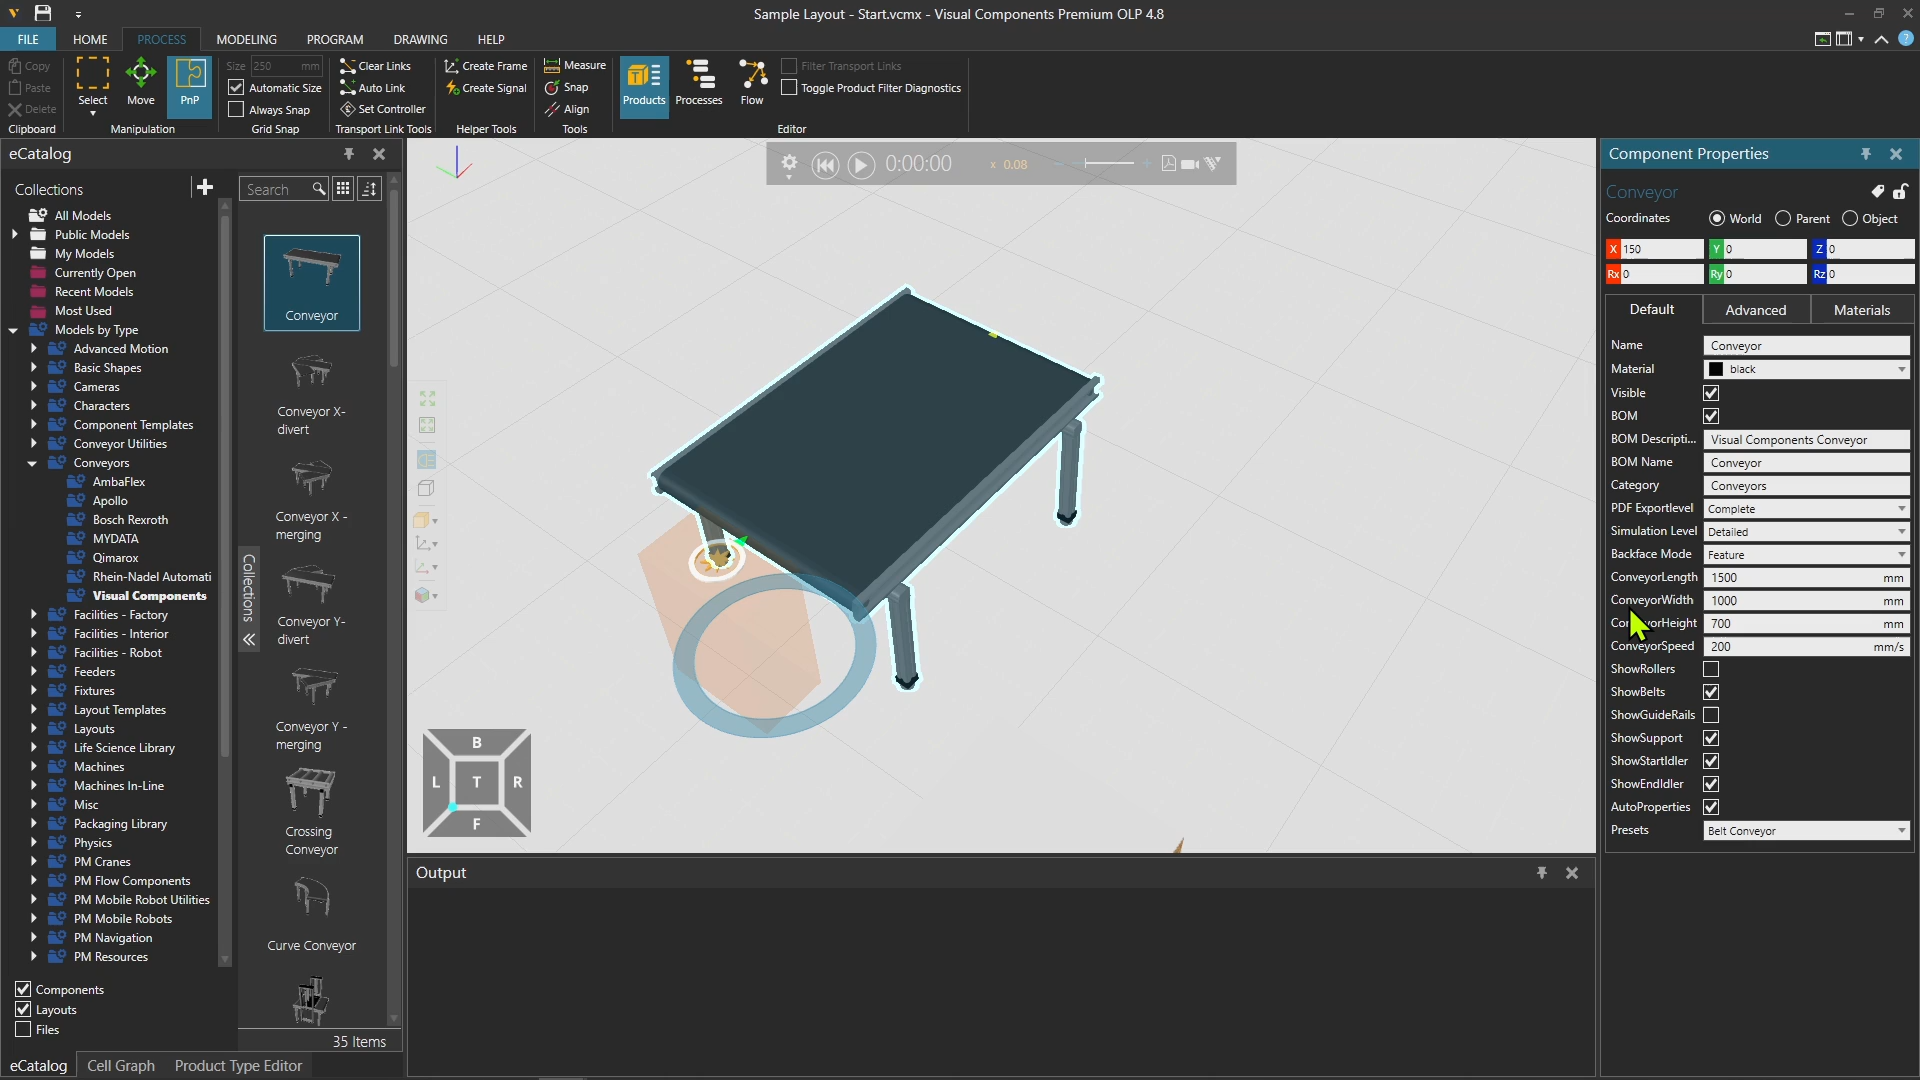 Sample Layout - Start.vcmx - Visual Components Premium OLP 4.8
FILE HOME PROCESS MODELING PROGRAM DRAWING HELP
Copy
Paste
Delete
Clipboard
Select
Move
PnP
Manipulation
Size 250 mm
Automatic Size
Always Snap
Grid Snap
Clear Links
Auto Link
Set Controller
Transport Link Tools
Create Frame
Create Signal
Helper Tools
Measure
Snap
Align
Tools
Products
Processes
Flow
Filter Transport Links
Toggle Product Filter Diagnostics
Editor
eCatalog
Collections
All Models
Public Models
My Models
Currently Open
Recent Models
Most Used
Models by Type
Advanced Motion
Basic Shapes
Cameras
Characters
Component Templates
Conveyor Utilities
Conveyors
AmbaFlex
Apollo
Bosch Rexroth
MYDATA
Qimarox
Rhein-Nadel Automati
Visual Components
Facilities - Factory
Facilities - Interior
Facilities - Robot
Feeders
Fixtures
Layout Templates
Layouts
Life Science Library
Machines
Machines In-Line
Misc
Packaging Library
Physics
PM Cranes
PM Flow Components
PM Mobile Robot Utilities
PM Mobile Robots
PM Navigation
PM Resources
Components
Layouts
Files
Collections
Search
Conveyor
Conveyor X-
divert
Conveyor X -
merging
Conveyor Y-
divert
Conveyor Y -
merging
Crossing
Conveyor
Curve Conveyor
35 Items
eCatalog Cell Graph Product Type Editor
0:00:00 x 0.08
B
L T R
F
Output
Component Properties
Conveyor
Coordinates World Parent Object
X 150 Y 0 Z 0
Rx 0 Ry 0 Rz 0
Default Advanced Materials
Name Conveyor
Material black
Visible
BOM
BOM Descripti... Visual Components Conveyor
BOM Name Conveyor
Category Conveyors
PDF Exportlevel Complete
Simulation Level Detailed
Backface Mode Feature
ConveyorLength 1500 mm
ConveyorWidth 1000 mm
700 mm
ConveyorSpeed 200 mm/s
ShowRollers
ShowBelts
ShowGuideRails
ShowSupport
ShowStartIdler
ShowEndIdler
AutoProperties
Presets Belt Conveyor